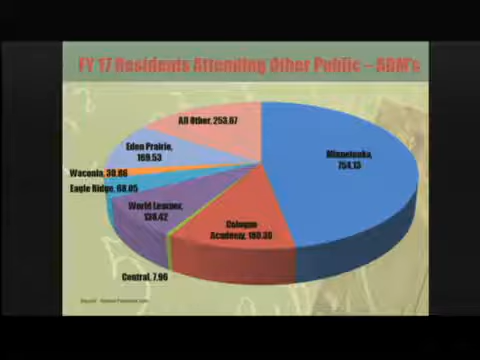 FY 17 Residents Attending Other Public – ADM's
All Other, 253.67
Eden Prairie,
169.53
Minnetonka,
754.13
Waconia, 30.86
Eagle Ridge, 68.05
World Learner,
138.42
Cologne
Academy, 180.30
Central, 7.96